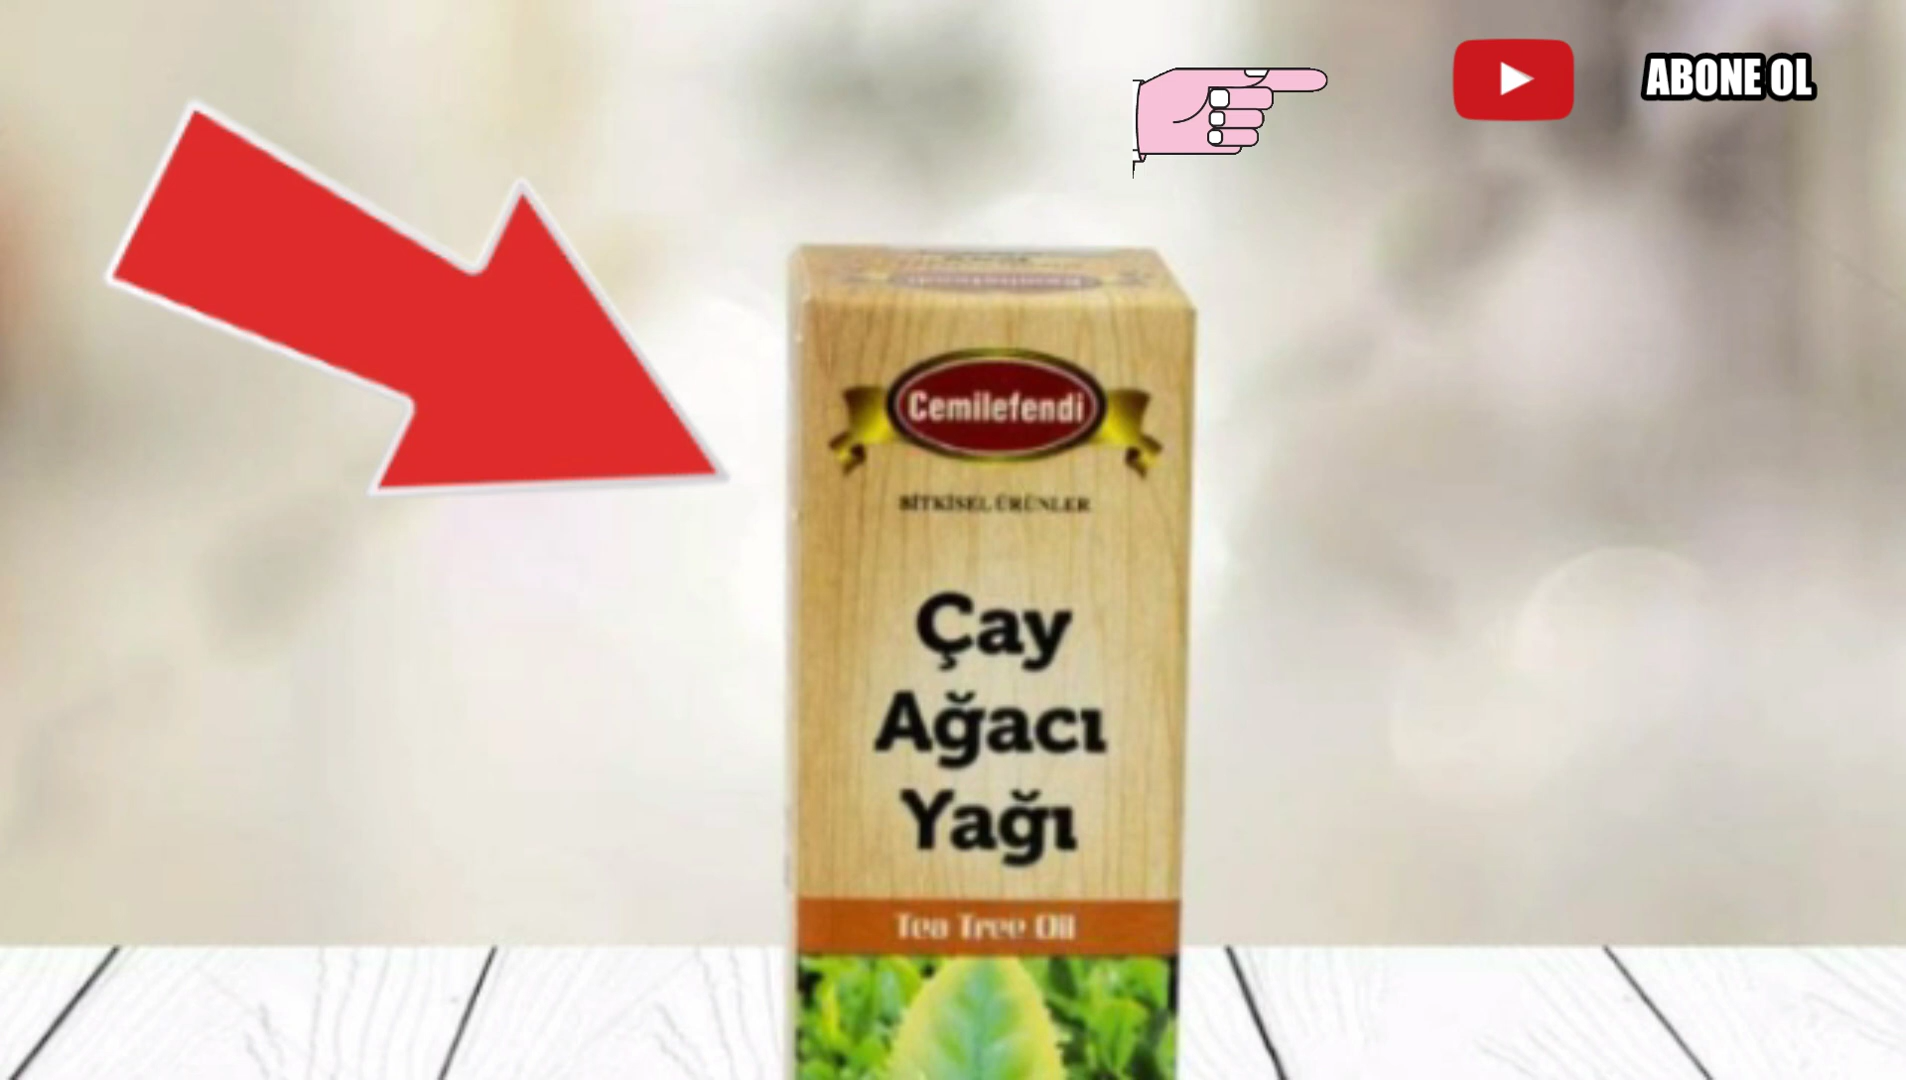 ABONE OL
Cemilefendi
BİTKİSEL ÜRÜNLER
Çay
Ağacı
Yağı
Tea Tree Oil